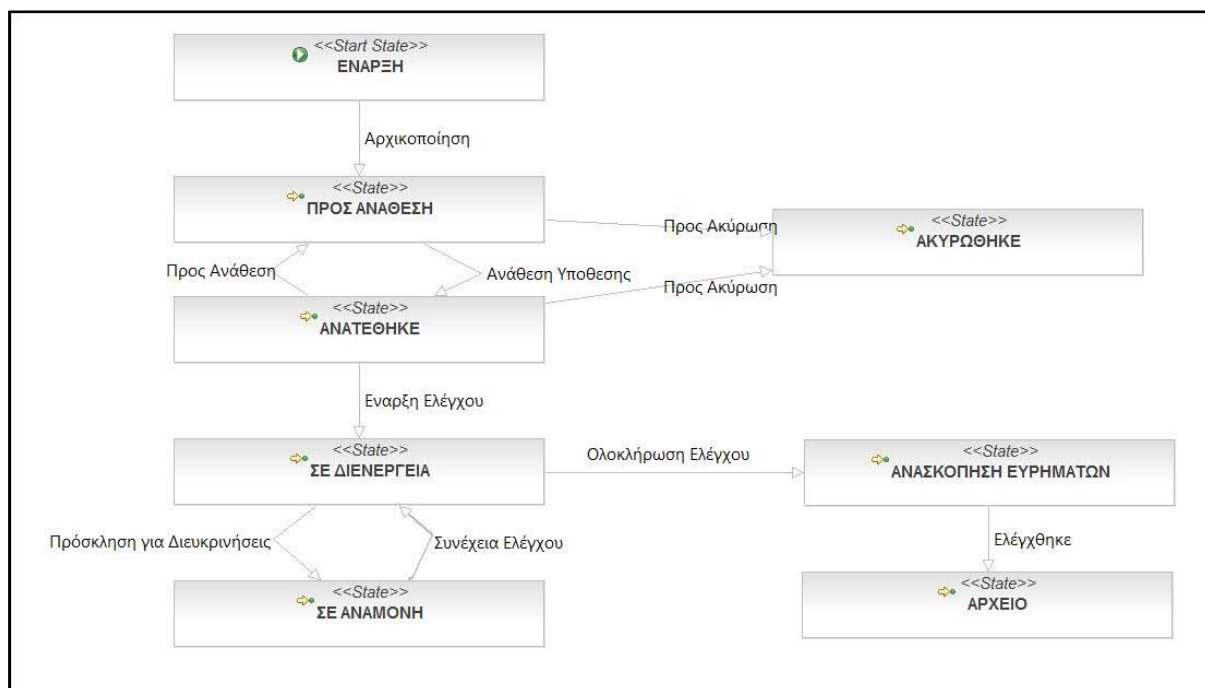 <<Start State>>
ΕΝΑΡΞΗ
Αρχικοποίηση
<<State>>
ΠΡΟΣ ΑΝΑΘΕΣΗ
Προς Ακύρωση
<<State>>
ΑΚΥΡΩΘΗΚΕ
Προς Ανάθεση
Ανάθεση Υποθεσης
Προς Ακύρωση
<<State>>
ΑΝΑΤΕΘΗΚΕ
Εναρξη Ελέγχου
<<State>>
ΣΕ ΔΙΕΝΕΡΓΕΙΑ
Ολοκλήρωση Ελέγχου
<<State>>
ΑΝΑΣΚΟΠΗΣΗ ΕΥΡΗΜΑΤΩΝ
Πρόσκληση για Διευκρινήσεις
Συνέχεια Ελέγχου
Ελέγχθηκε
<<State>>
ΣΕ ΑΝΑΜΟΝΗ
<<State>>
ΑΡΧΕΙΟ